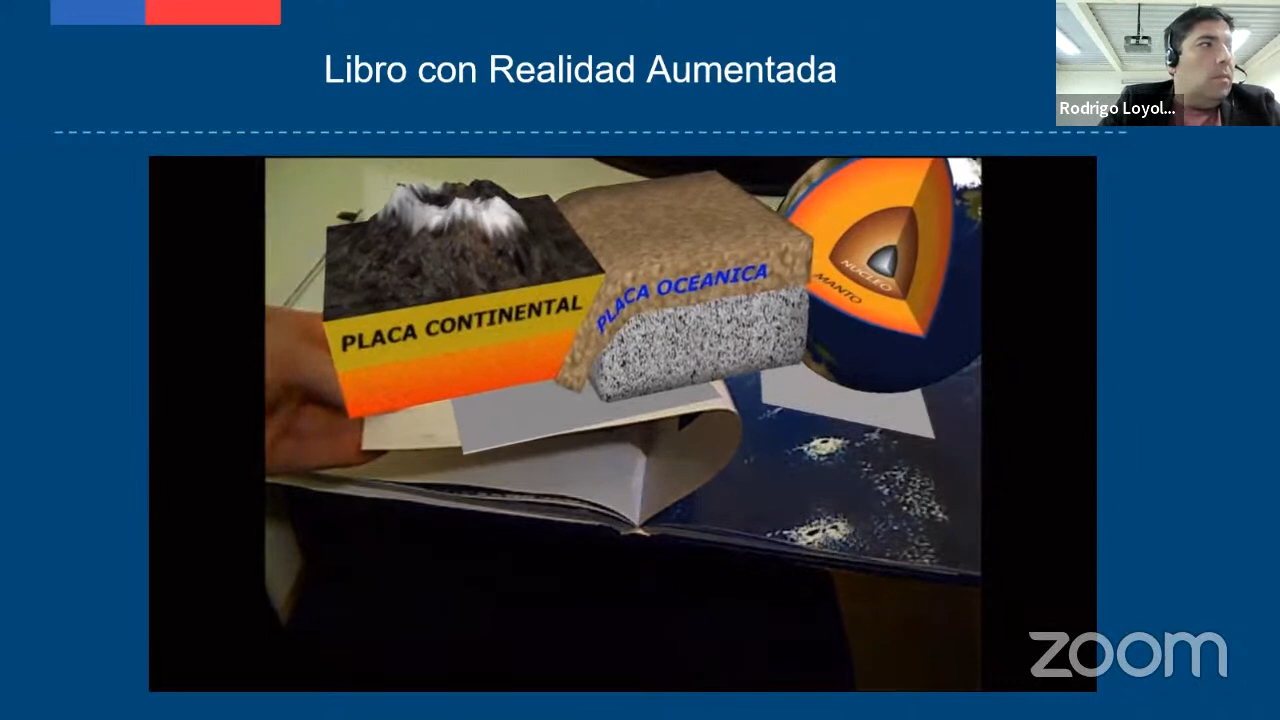 Libro con Realidad Aumentada
Rodrigo Loyol...
PLACA CONTINENTAL
PLACA OCEANICA
NUCLEO
MANTO
zoom